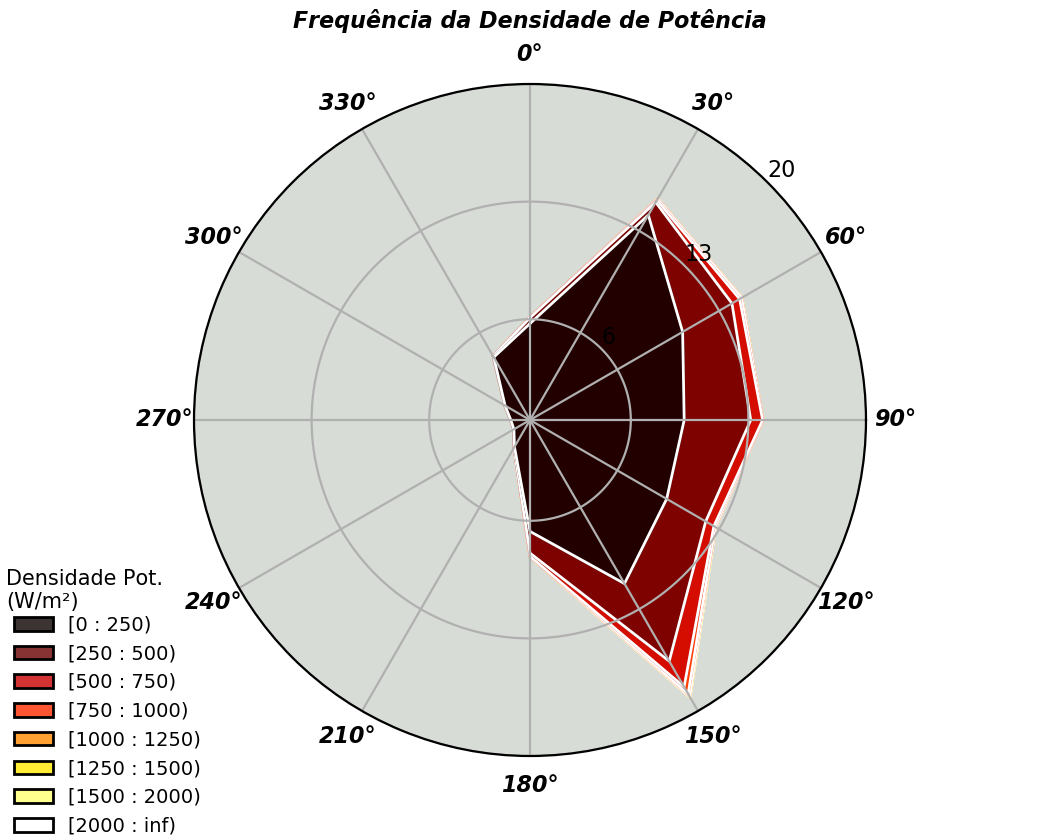 Frequência da Densidade de Potência
0°
330°
30°
20
300°
60°
13
6
270°
90°
240°
120°
210°
150°
180°
Densidade Pot.
(W/m²)
[0 : 250)
[250 : 500)
[500 : 750)
[750 : 1000)
[1000 : 1250)
[1250 : 1500)
[1500 : 2000)
[2000 : inf)